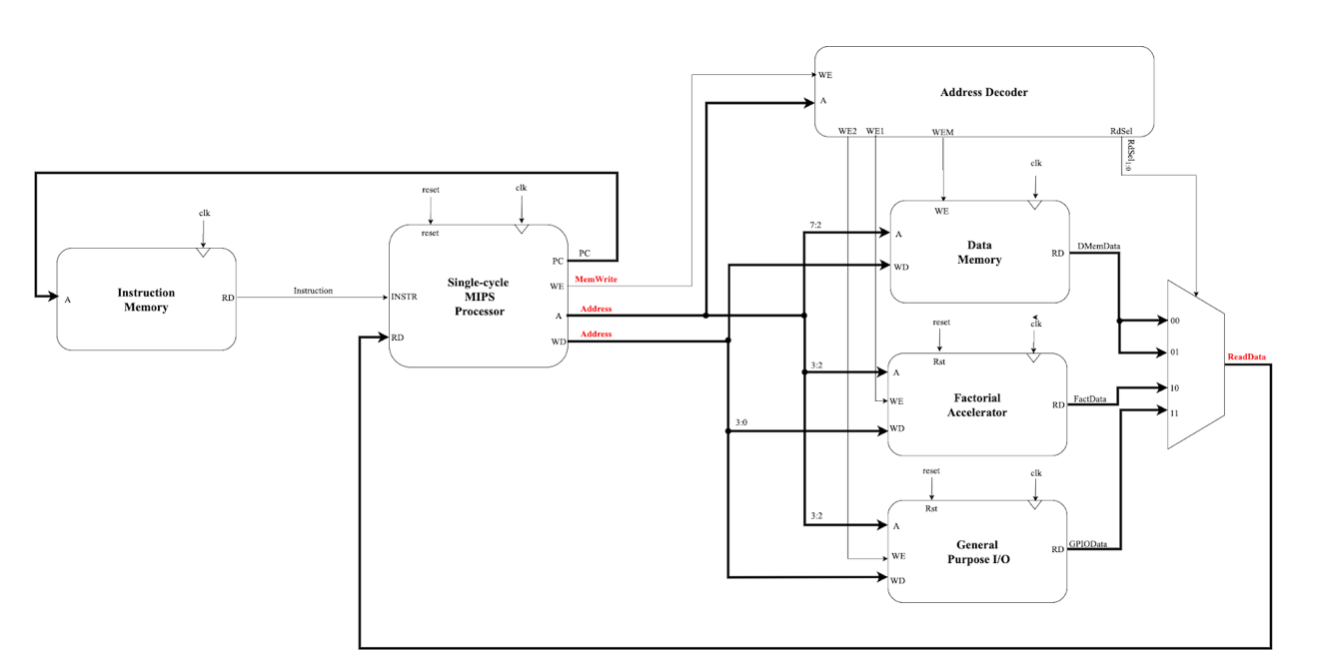 WE
A
Address Decoder
WE2
WE1
WEM
RdSel
RdSel1:0
clk
A
Instruction
Memory
RD
Instruction
reset
reset
clk
INSTR
RD
Single-cycle
MIPS
Processor
PC
WE
A
WD
PC
MemWrite
Address
Address
7:2
3:2
3:0
3:2
clk
WE
A
WD
Data
Memory
RD
DMemData
reset
Rst
clk
A
WE
WD
Factorial
Accelerator
RD
FactData
reset
Rst
clk
A
WE
WD
General
Purpose I/O
RD
GPIOData
00
01
10
11
ReadData